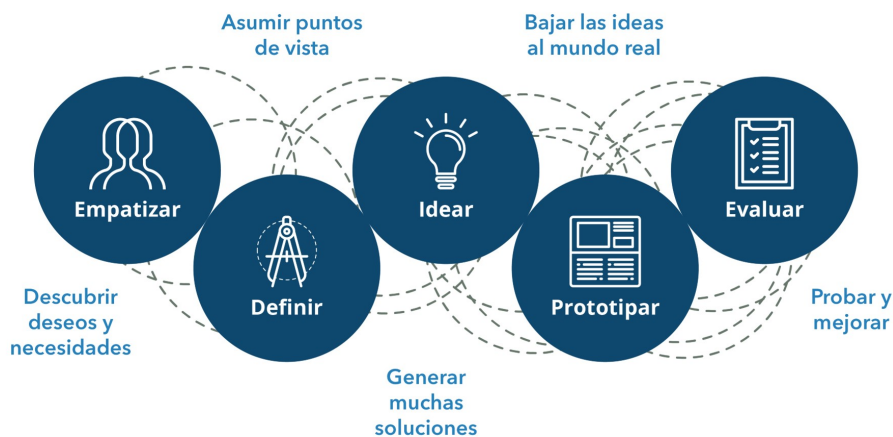 Asumir puntos
de vista
Bajar las ideas
al mundo real
Empatizar
Idear
Evaluar
Definir
Prototipar
Descubrir
deseos y
necesidades
Generar
muchas
soluciones
Probar y
mejorar